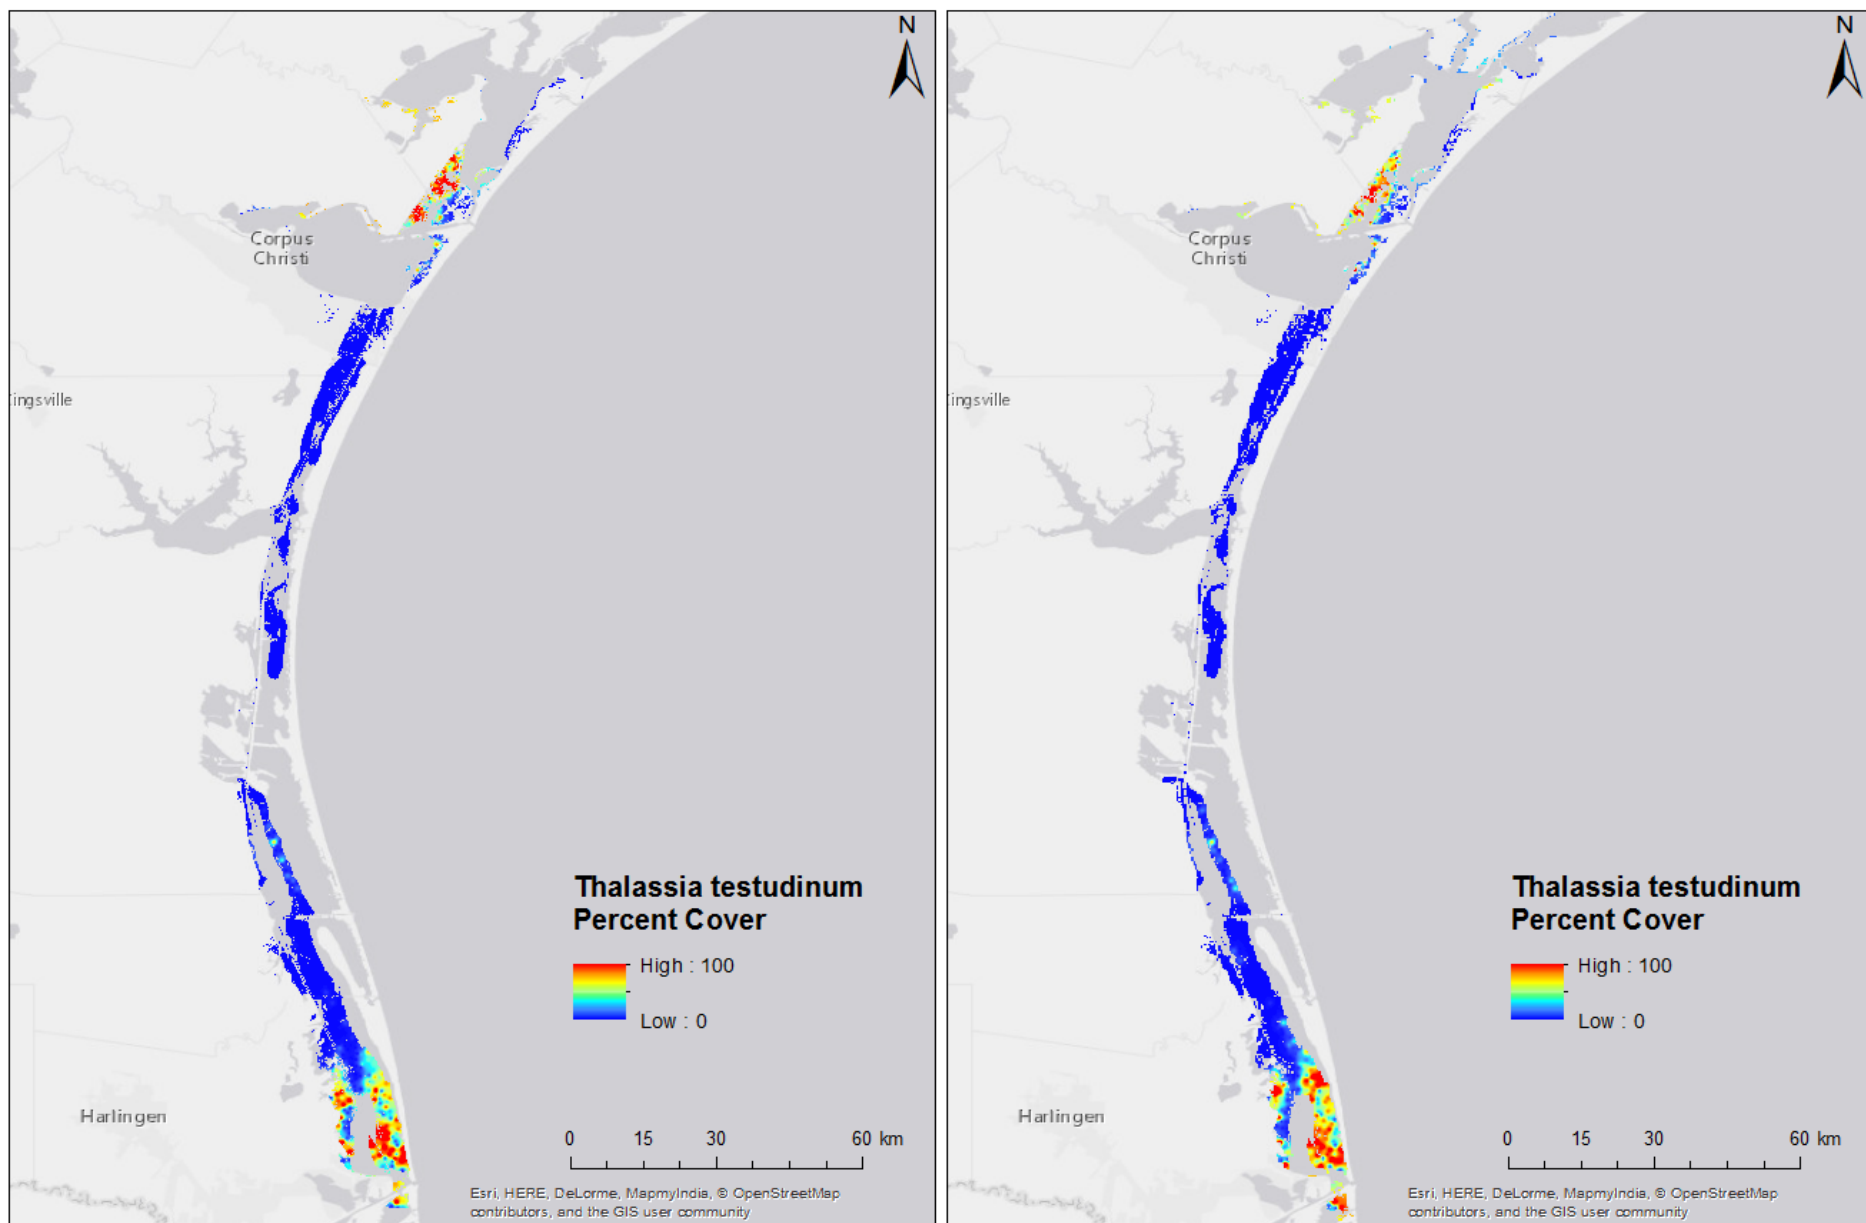 N
Corpus
Christi
ingsville
Thalassia testudinum
Percent Cover
High : 100
Low : 0
Harlingen
0 15 30 60 km
Esri, HERE, DeLorme, MapmyIndia, © OpenStreetMap
contributors, and the GIS user community
N
Corpus
Christi
ingsville
Thalassia testudinum
Percent Cover
High : 100
Low : 0
Harlingen
0 15 30 60 km
Esri, HERE, DeLorme, MapmyIndia, © OpenStreetMap
contributors, and the GIS user community